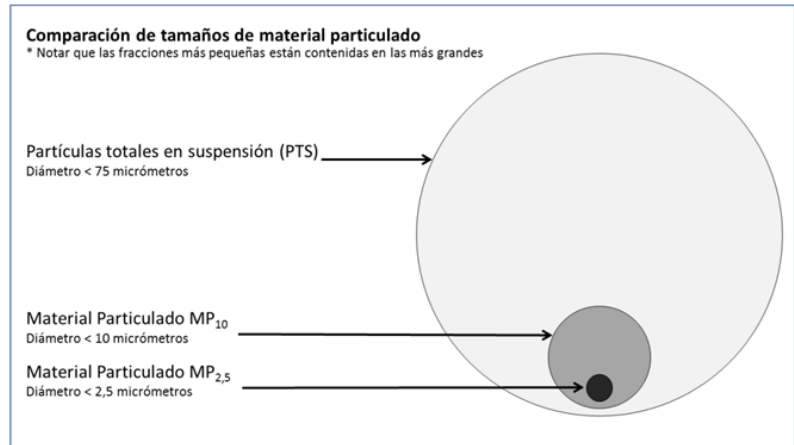 Comparación de tamaños de material particulado
* Notar que las fracciones más pequeñas están contenidas en las más grandes
Partículas totales en suspensión (PTS)
Diámetro < 75 micrómetros
Material Particulado MP10
Diámetro < 10 micrómetros
Material Particulado MP2,5
Diámetro < 2,5 micrómetros